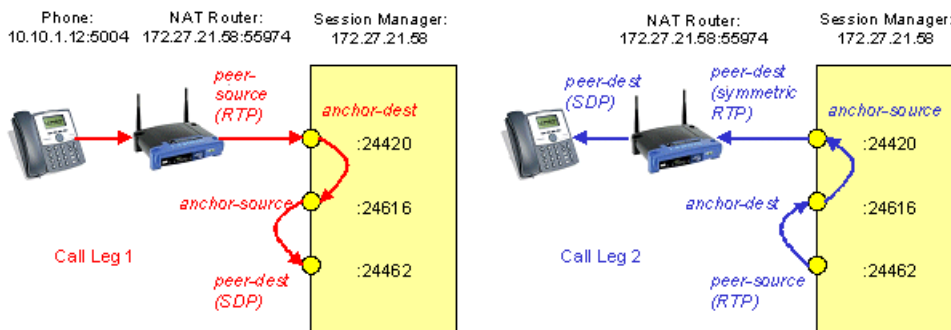 Phone:
10.10.1.12:5004
NAT Router:
172.27.21.58:55974
Session Manager:
172.27.21.58
peer-
source
(RTP)
anchor-dest
:24420
anchor-source
:24616
Call Leg 1
peer-dest
(SDP)
:24462
NAT Router:
172.27.21.58:55974
Session Manager:
172.27.21.58
peer-dest
(SDP)
peer-dest
(symmetric
RTP)
anchor-source
:24420
anchor-dest
:24616
Call Leg 2
peer-source
(RTP)
:24462